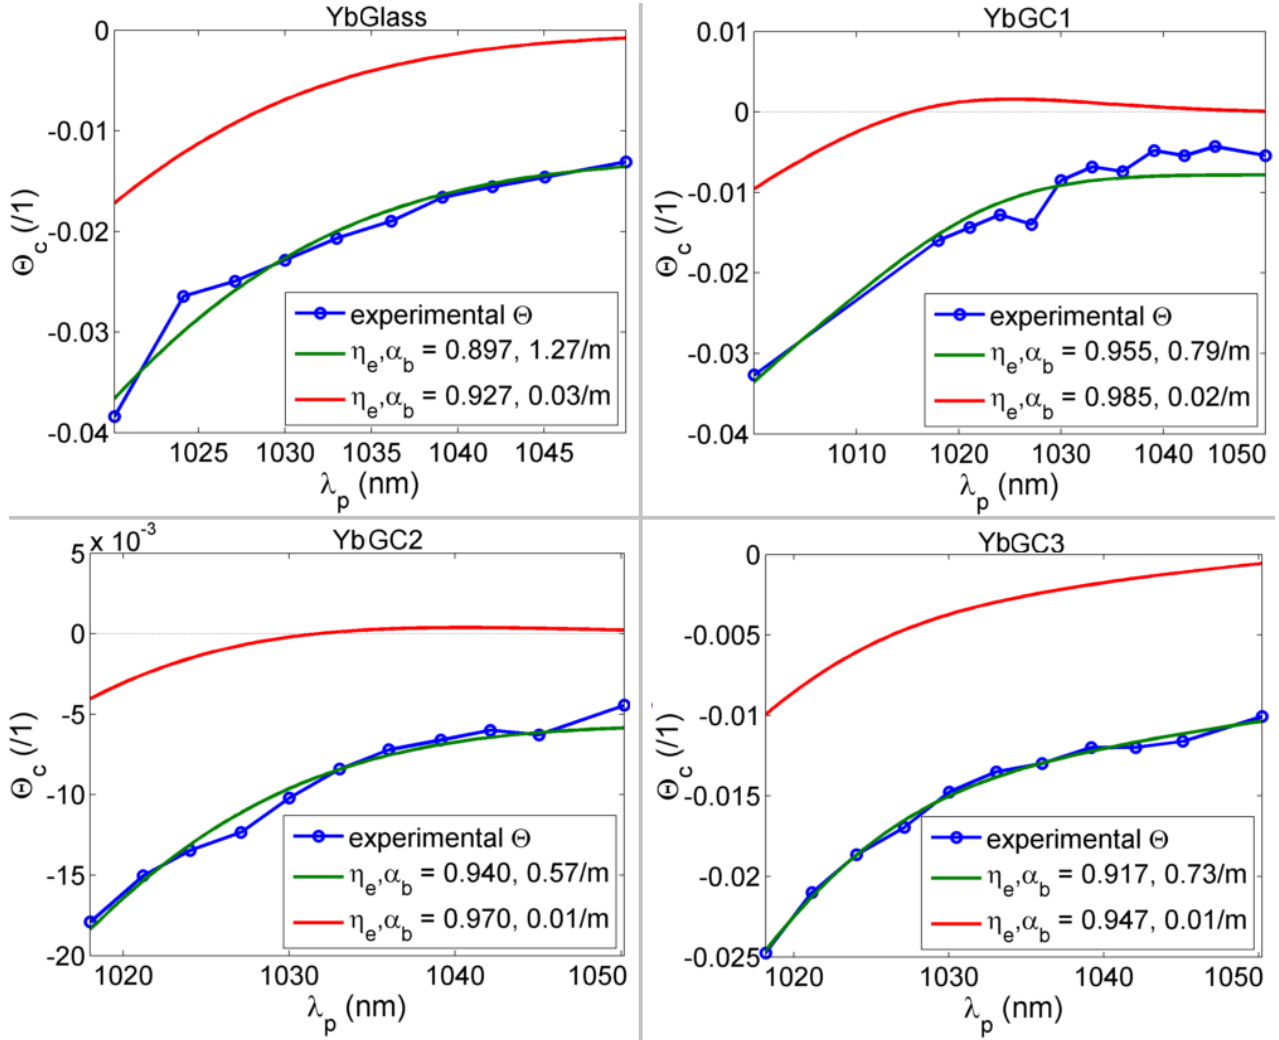 YbGlass
0
-0.01
-0.02
-0.03
-0.04
Θc (/1)
experimental Θ
ηe,αb = 0.897, 1.27/m
ηe,αb = 0.927, 0.03/m
1025 1030 1035 1040 1045
λp (nm)
YbGC1
0.01
0
-0.01
-0.02
-0.03
-0.04
Θc (/1)
experimental Θ
ηe,αb = 0.955, 0.79/m
ηe,αb = 0.985, 0.02/m
1010 1020 1030 1040 1050
λp (nm)
YbGC2
x 10-3
5
0
-5
-10
-15
-20
Θc (/1)
experimental Θ
ηe,αb = 0.940, 0.57/m
ηe,αb = 0.970, 0.01/m
1020 1030 1040 1050
λp (nm)
YbGC3
0
-0.005
-0.01
-0.015
-0.02
-0.025
Θc (/1)
experimental Θ
ηe,αb = 0.917, 0.73/m
ηe,αb = 0.947, 0.01/m
1020 1030 1040 1050
λp (nm)